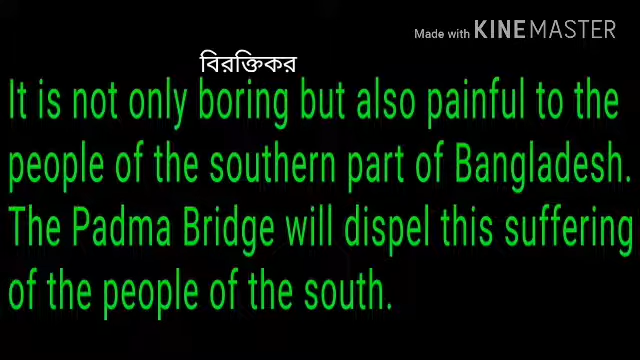 Made with KINEMASTER
বিরক্তিকর
It is not only boring but also painful to the
people of the southern part of Bangladesh.
The Padma Bridge will dispel this suffering
of the people of the south.